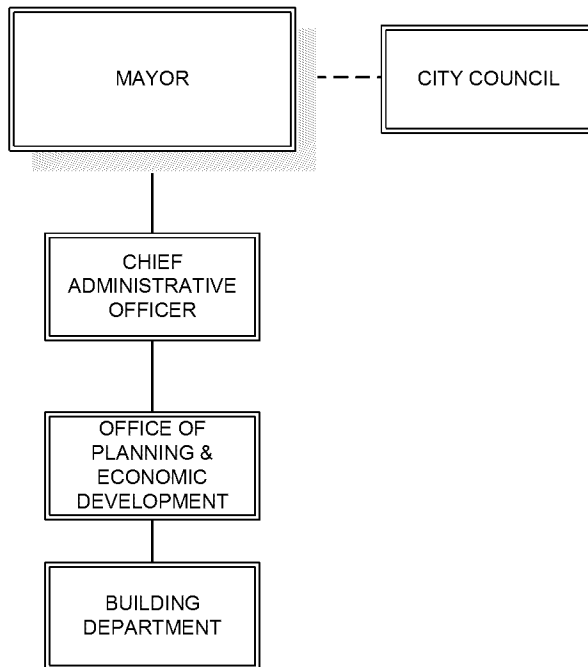 MAYOR
CITY COUNCIL
CHIEF
ADMINISTRATIVE
OFFICER
OFFICE OF
PLANNING &
ECONOMIC
DEVELOPMENT
BUILDING
DEPARTMENT